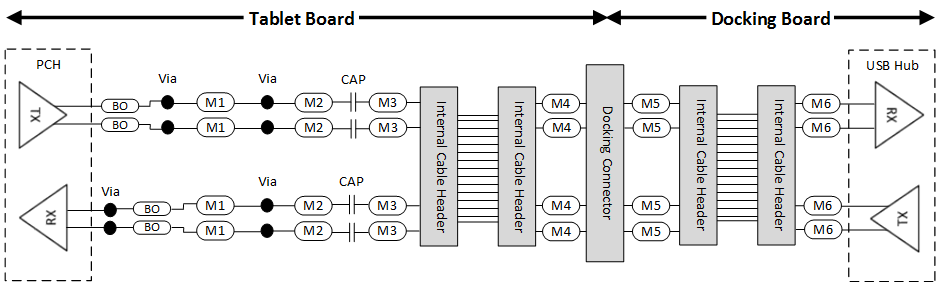 Tablet Board
Docking Board
PCH
Via
Via
CAP
USB Hub
TX
BO
M1
M2
M3
M4
M5
M6
RX
BO
M1
M2
M3
M4
M5
M6
Internal Cable Header
Internal Cable Header
Docking Connector
Internal Cable Header
Internal Cable Header
Via
Via
CAP
RX
BO
M1
M2
M3
M4
M5
M6
TX
BO
M1
M2
M3
M4
M5
M6